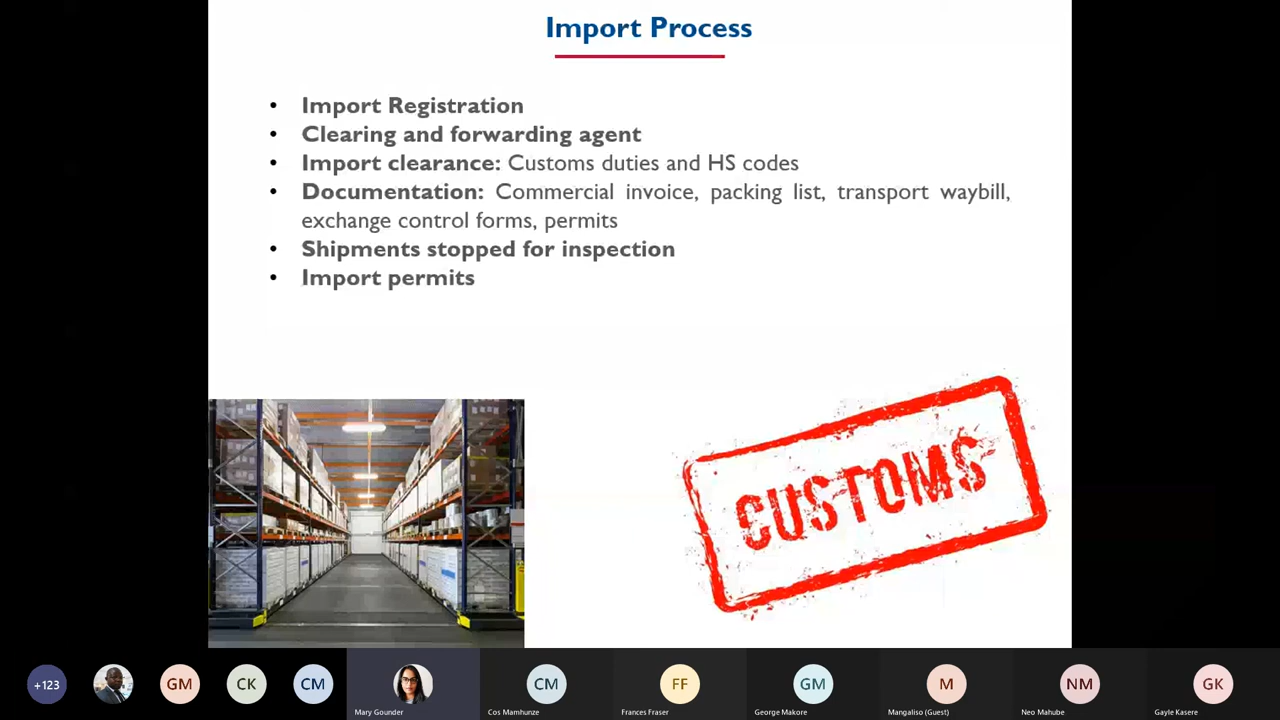 Import Process
• Import Registration
• Clearing and forwarding agent
• Import clearance: Customs duties and HS codes
• Documentation: Commercial invoice, packing list, transport waybill,
exchange control forms, permits
• Shipments stopped for inspection
• Import permits
CUSTOMS
+123
GM
CK
CM
CM
FF
GM
M
NM
GK
Mary Gounder
Cos Mamhunze
Frances Fraser
George Makore
Mangaliso (Guest)
Neo Mahube
Gayle Kasere